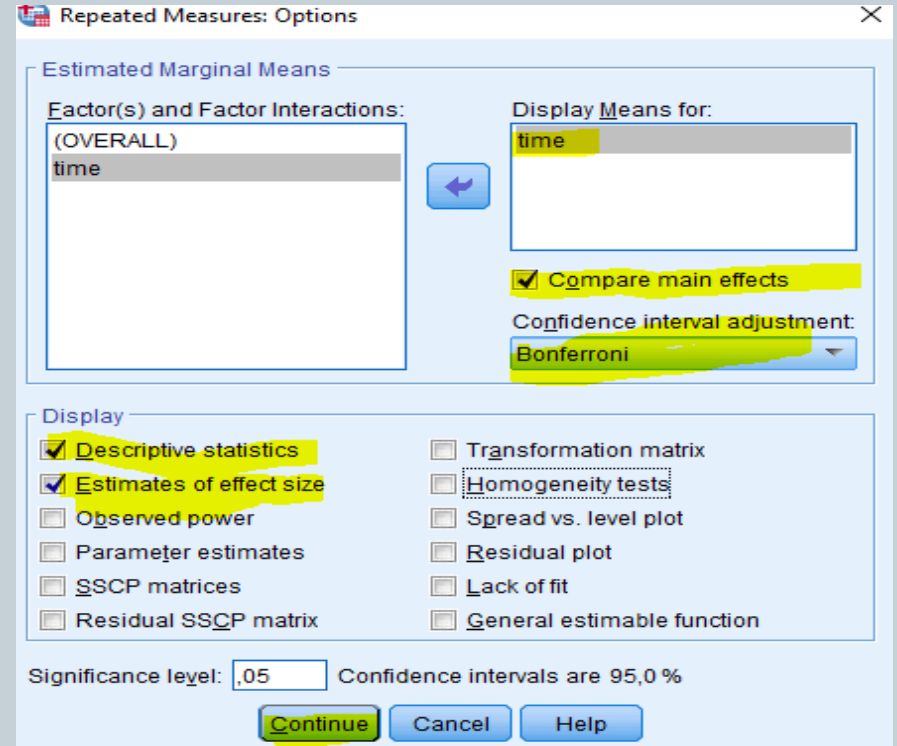 Repeated Measures: Options
Estimated Marginal Means
Factor(s) and Factor Interactions:
(OVERALL)
time
Display Means for:
time
Compare main effects
Confidence interval adjustment:
Bonferroni
Display
Descriptive statistics
Estimates of effect size
Observed power
Parameter estimates
SSCP matrices
Residual SSCP matrix
Transformation matrix
Homogeneity tests
Spread vs. level plot
Residual plot
Lack of fit
General estimable function
Significance level: ,05 Confidence intervals are 95,0 %
Continue Cancel Help